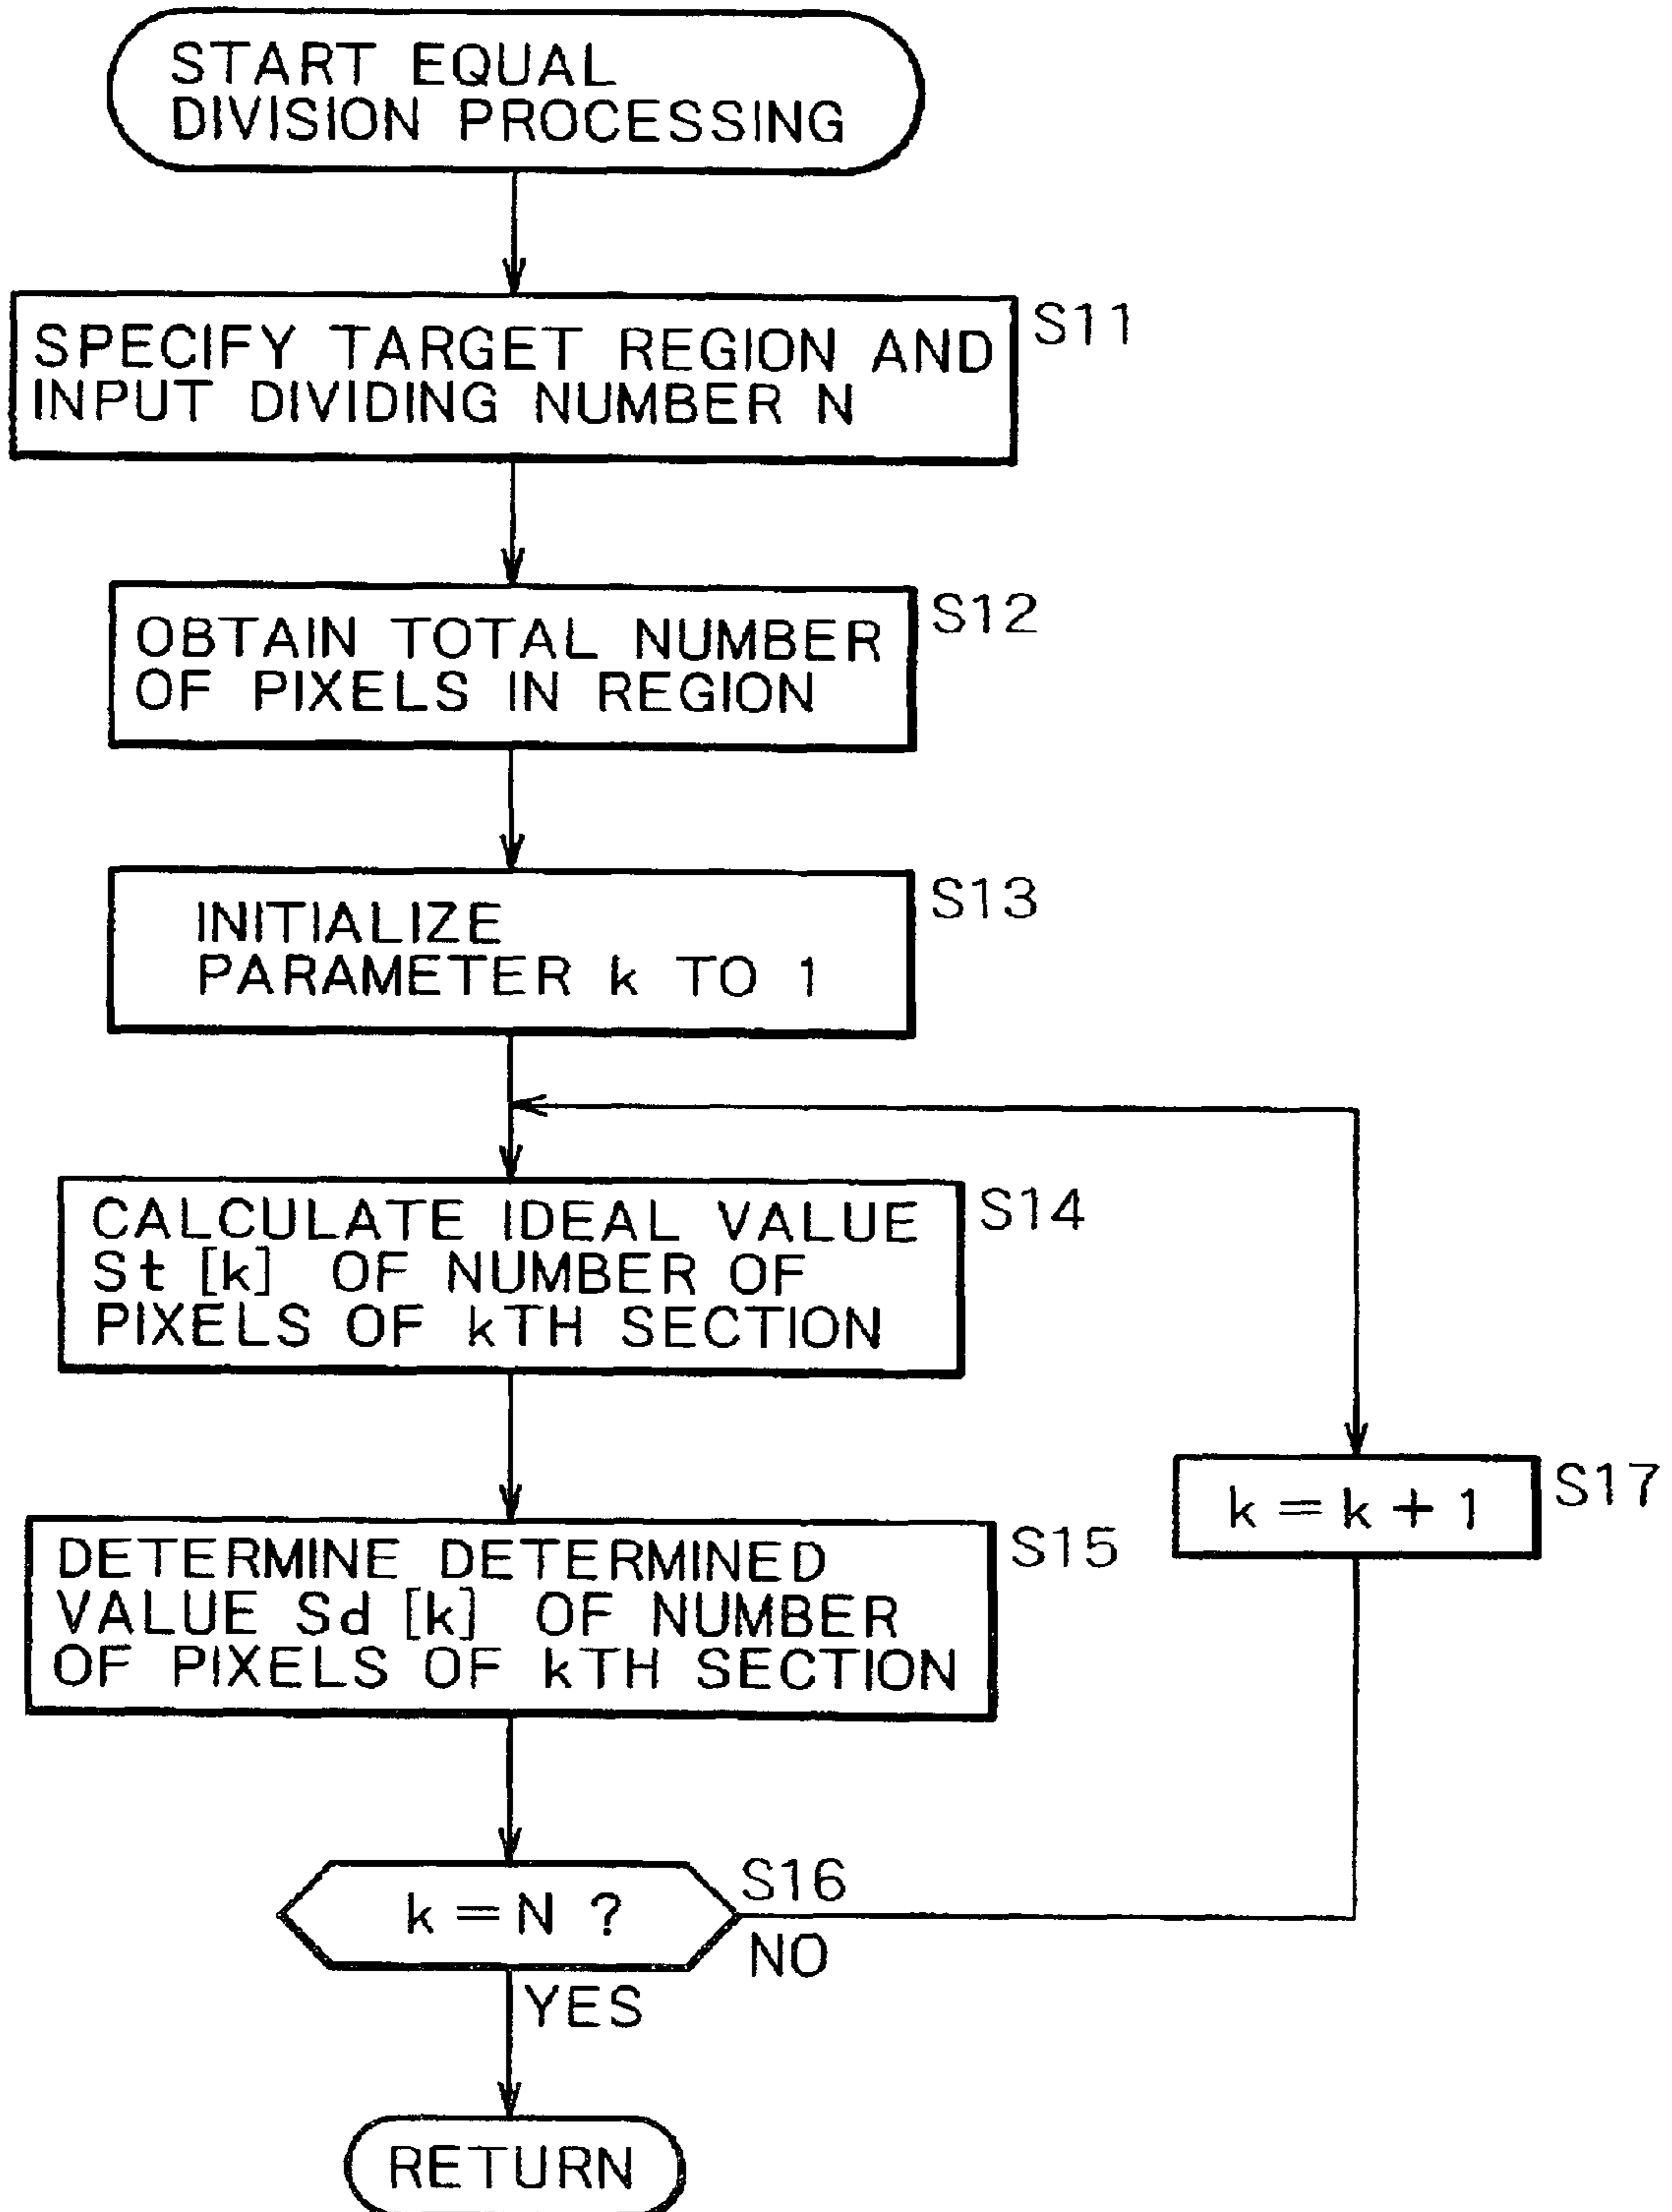 START EQUAL
DIVISION PROCESSING
SPECIFY TARGET REGION AND
INPUT DIVIDING NUMBER N
S11
OBTAIN TOTAL NUMBER
OF PIXELS IN REGION
S12
INITIALIZE
PARAMETER k TO 1
S13
CALCULATE IDEAL VALUE
St [k] OF NUMBER OF
PIXELS OF kTH SECTION
S14
DETERMINE DETERMINED
VALUE Sd [k] OF NUMBER
OF PIXELS OF kTH SECTION
S15
k = k + 1
S17
k = N ?
S16
NO
YES
RETURN